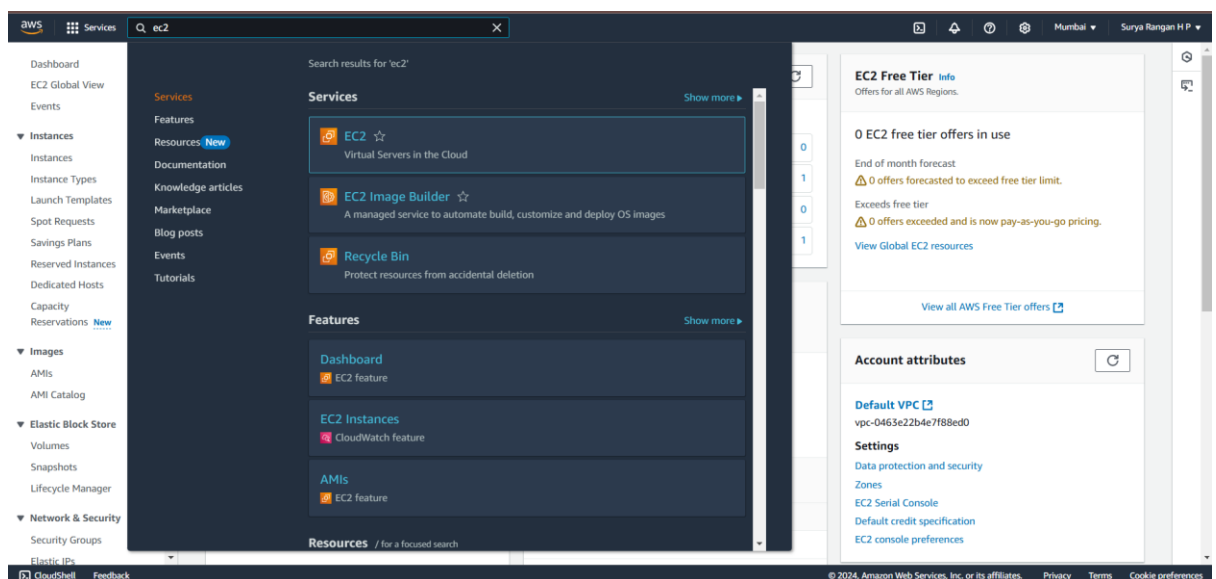 aws
Services
ec2
Mumbai
Surya Rangan H P
Dashboard
EC2 Global View
Events
Instances
Instances
Instance Types
Launch Templates
Spot Requests
Savings Plans
Reserved Instances
Dedicated Hosts
Capacity
Reservations New
Images
AMIs
AMI Catalog
Elastic Block Store
Volumes
Snapshots
Lifecycle Manager
Network & Security
Security Groups
Elastic IPs
Services
Features
Resources New
Documentation
Knowledge articles
Marketplace
Blog posts
Events
Tutorials
Search results for 'ec2'
Services
Show more
EC2
Virtual Servers in the Cloud
EC2 Image Builder
A managed service to automate build, customize and deploy OS images
Recycle Bin
Protect resources from accidental deletion
Features
Show more
Dashboard
EC2 feature
EC2 Instances
CloudWatch feature
AMIs
EC2 feature
Resources / for a focused search
0
1
0
1
EC2 Free Tier Info
Offers for all AWS Regions.
0 EC2 free tier offers in use
End of month forecast
0 offers forecasted to exceed free tier limit.
Exceeds free tier
0 offers exceeded and is now pay-as-you-go pricing.
View Global EC2 resources
View all AWS Free Tier offers
Account attributes
Default VPC
vpc-0463e22b4e7f88ed0
Settings
Data protection and security
Zones
EC2 Serial Console
Default credit specification
EC2 console preferences
CloudShell
Feedback
© 2024, Amazon Web Services, Inc. or its affiliates.
Privacy
Terms
Cookie preferences